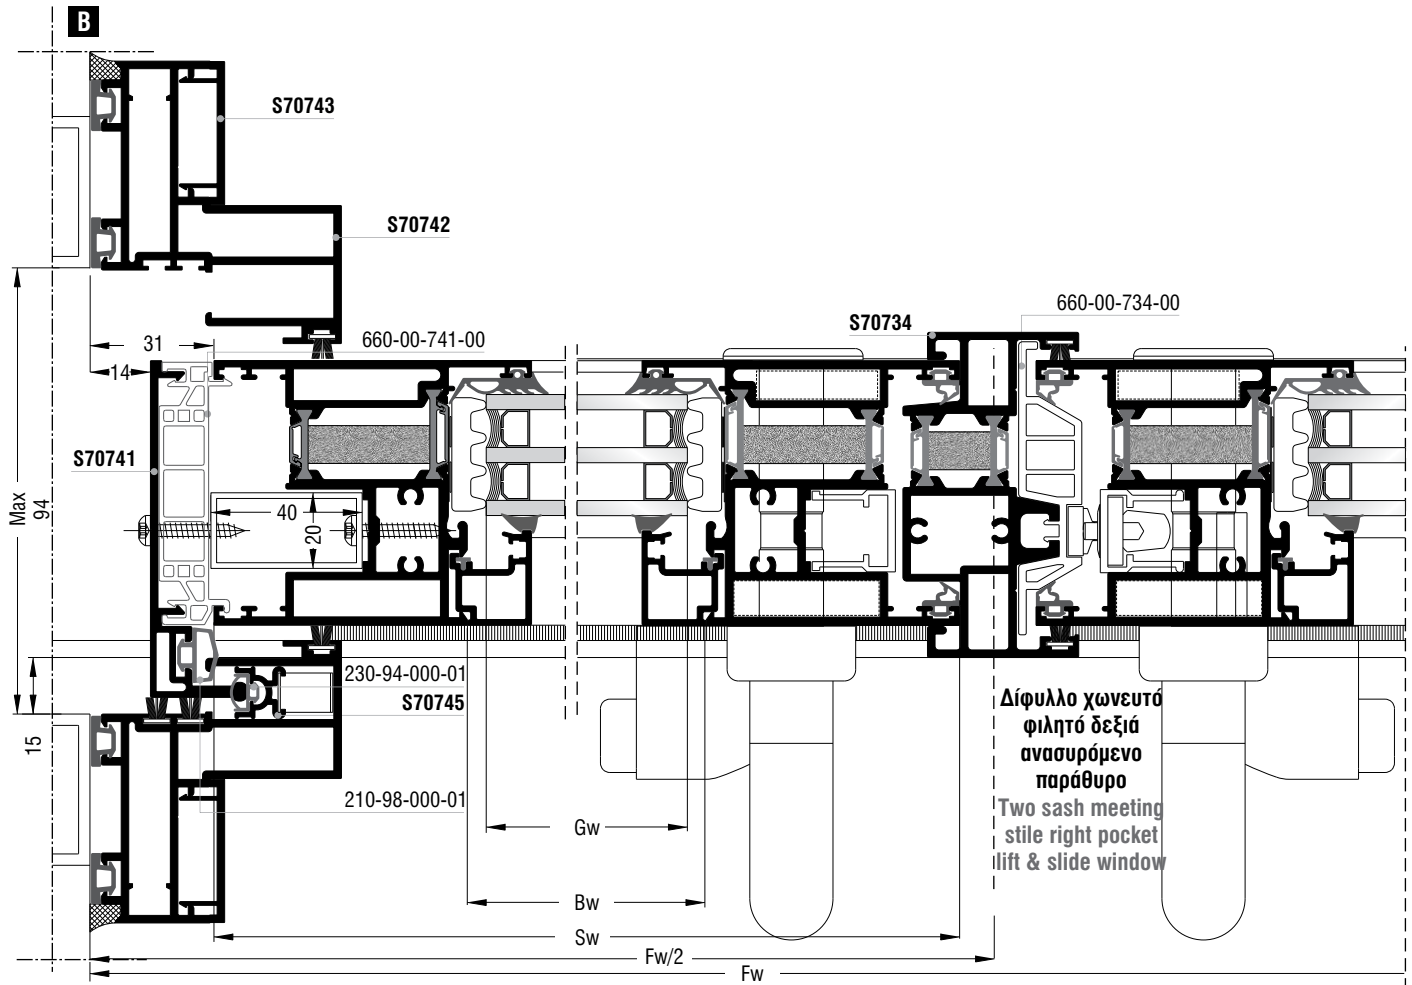 B
S70743
S70742
660-00-734-00
S70734
31
660-00-741-00
14
S70741
Max
94
40
20
230-94-000-01
S70745
15
210-98-000-01
Δίφυλλο χωνευτό
φιλητό δεξιά
ανασυρόμενο
παράθυρο
Two sash meeting
stile right pocket
lift & slide window
Gw
Bw
Sw
Fw/2
Fw